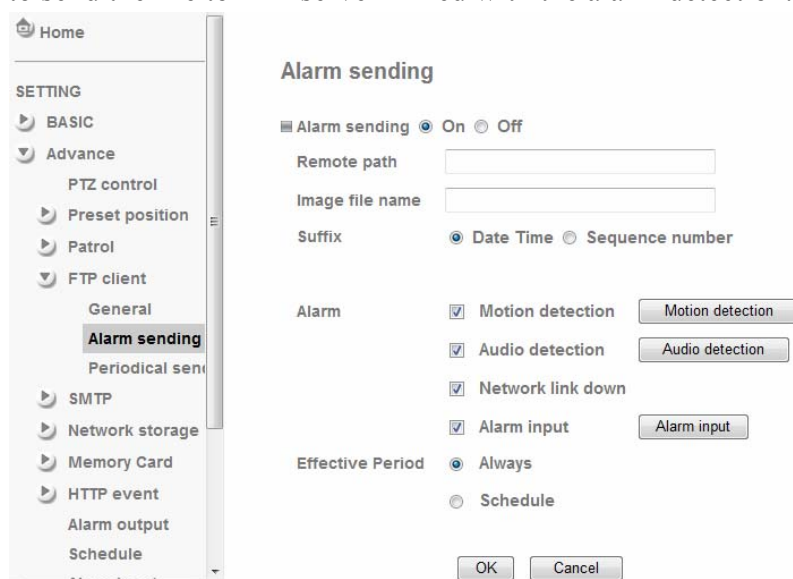 Home
SETTING
BASIC
Advance
PTZ control
Preset position
Patrol
FTP client
General
Alarm sending
Periodical
SMTP
Network storage
Memory Card
HTTP event
Alarm output
Schedule
Alarm sending
Alarm sending On Off
Remote path
Image file name
Suffix Date Time Sequence number
Alarm Motion detection Motion detection
Audio detection Audio detection
Network link down
Alarm input Alarm input
Effective Period Always
Schedule
OK Cancel